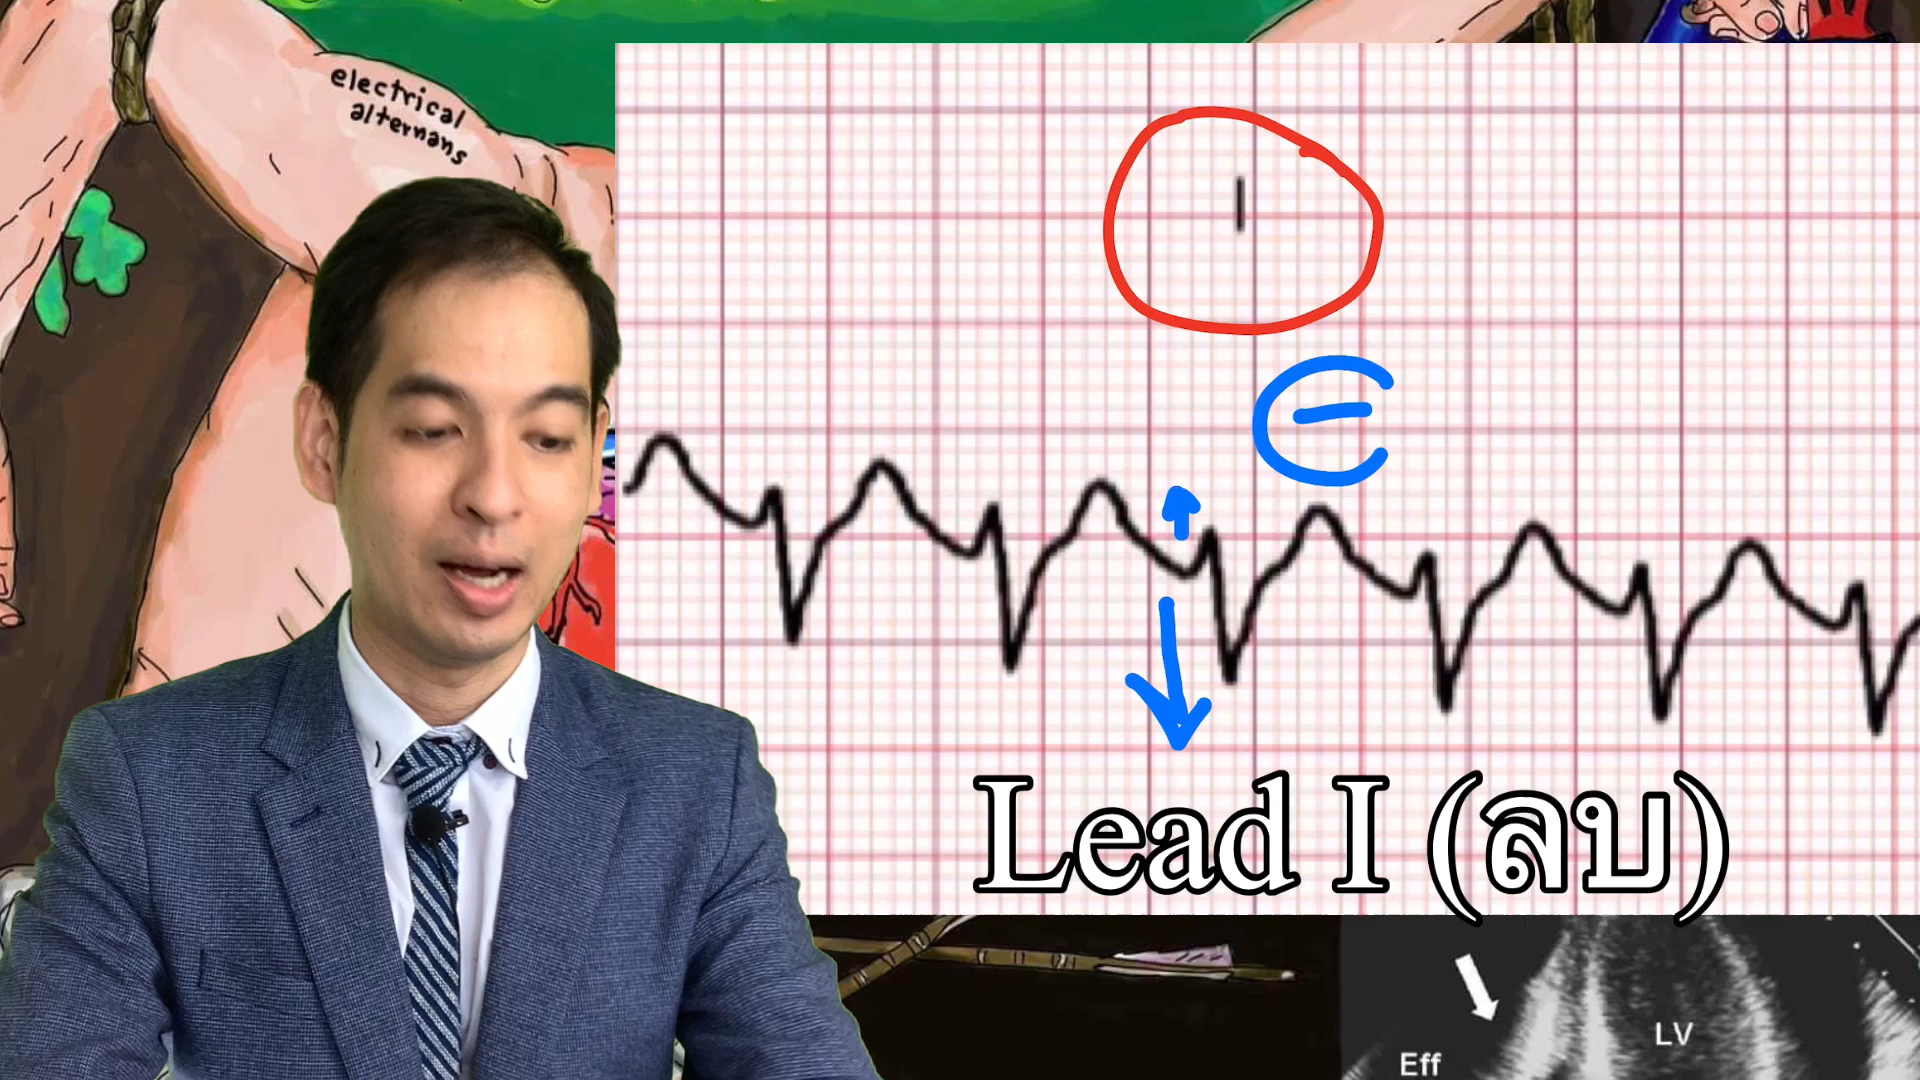 electrical
alternans
I
Lead I (ลบ)
LV
Eff